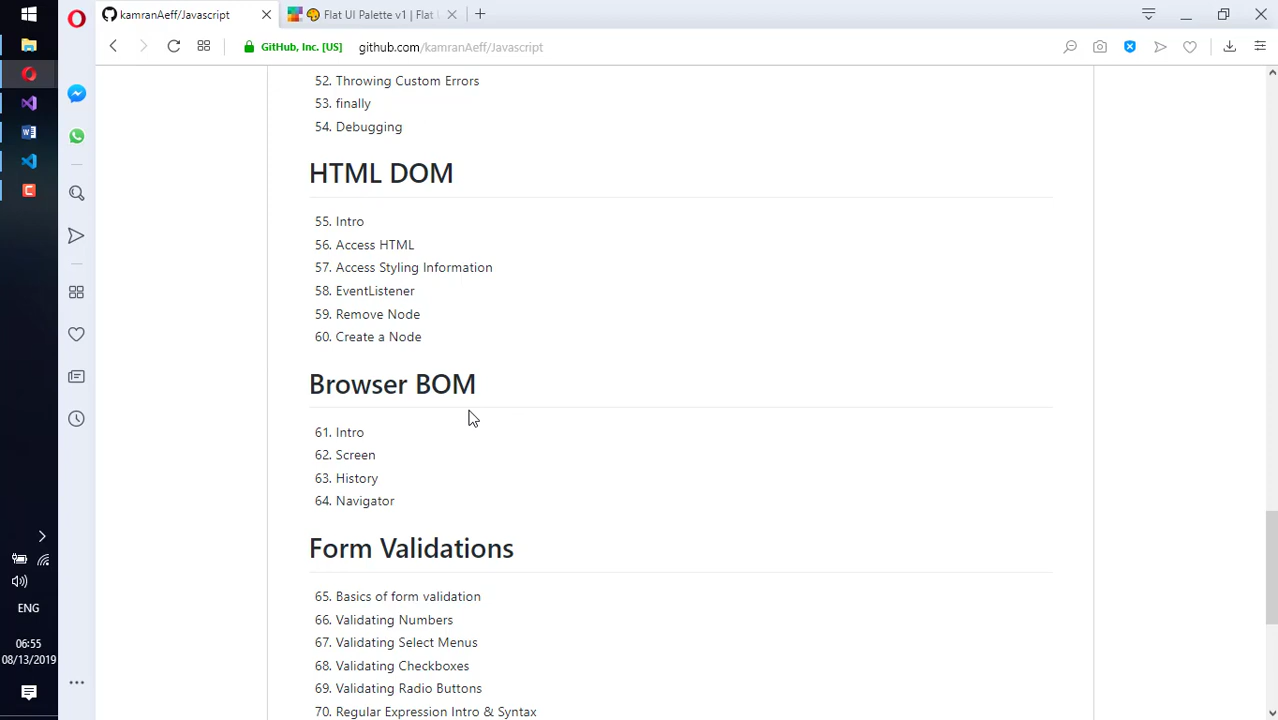 kamranAeff/Javascript
Flat UI Palette v1 | Flat
GitHub, Inc. [US]
github.com/kamranAeff/Javascript
52. Throwing Custom Errors
53. finally
54. Debugging
HTML DOM
55. Intro
56. Access HTML
57. Access Styling Information
58. EventListener
59. Remove Node
60. Create a Node
Browser BOM
61. Intro
62. Screen
63. History
64. Navigator
Form Validations
65. Basics of form validation
66. Validating Numbers
67. Validating Select Menus
68. Validating Checkboxes
69. Validating Radio Buttons
70. Regular Expression Intro & Syntax
ENG
06:55
08/13/2019